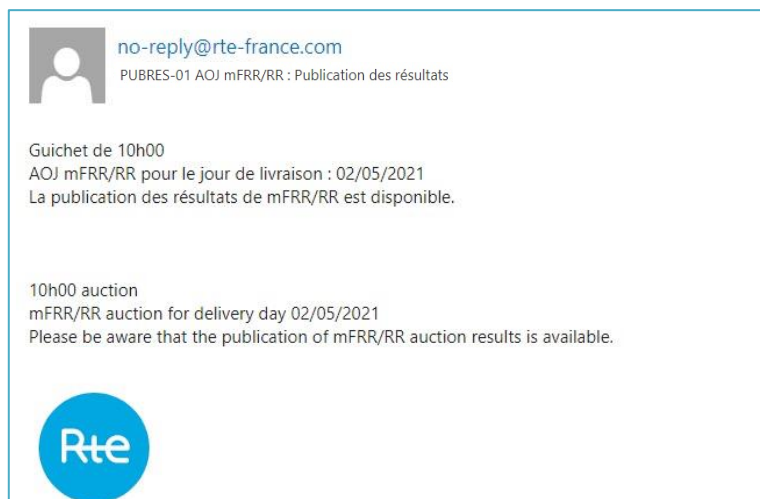 no-reply@rte-france.com
PUBRES-01 AOJ mFRR/RR : Publication des résultats
Guichet de 10h00
AOJ mFRR/RR pour le jour de livraison : 02/05/2021
La publication des résultats de mFRR/RR est disponible.
10h00 auction
mFRR/RR auction for delivery day 02/05/2021
Please be aware that the publication of mFRR/RR auction results is available.
Rte